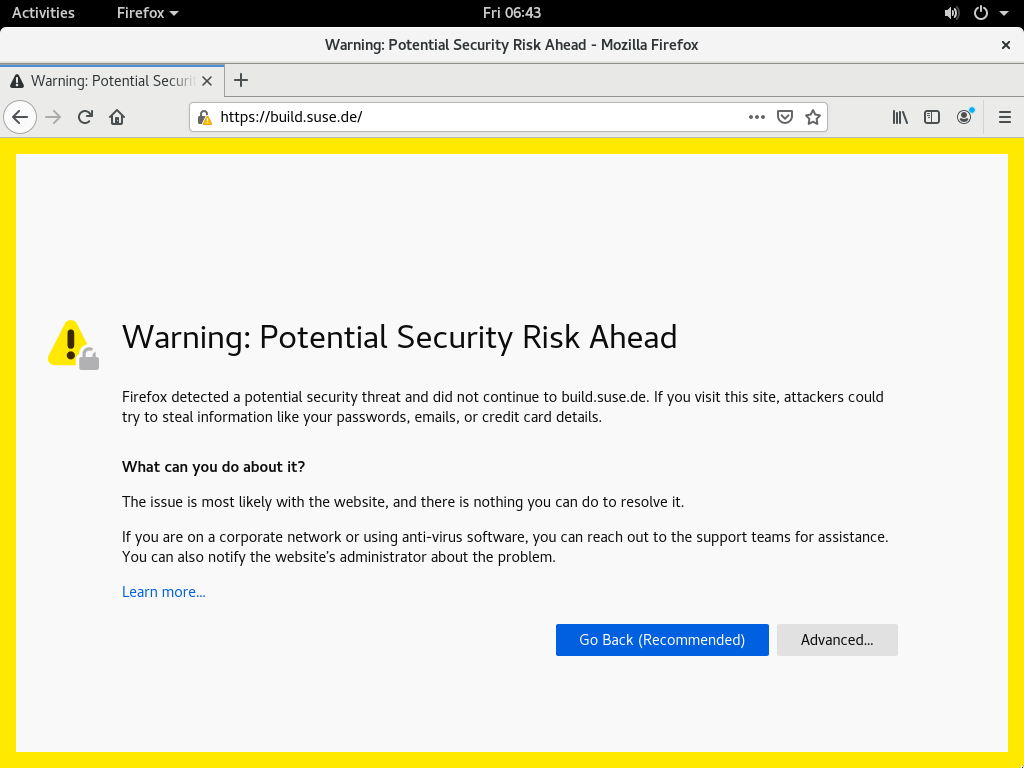 Activities
Firefox
Fri 06:43
Warning: Potential Security Risk Ahead - Mozilla Firefox
Warning: Potential Securi
https://build.suse.de/
Warning: Potential Security Risk Ahead
Firefox detected a potential security threat and did not continue to build.suse.de. If you visit this site, attackers could
try to steal information like your passwords, emails, or credit card details.
What can you do about it?
The issue is most likely with the website, and there is nothing you can do to resolve it.
If you are on a corporate network or using anti-virus software, you can reach out to the support teams for assistance.
You can also notify the website's administrator about the problem.
Learn more...
Go Back (Recommended)
Advanced...